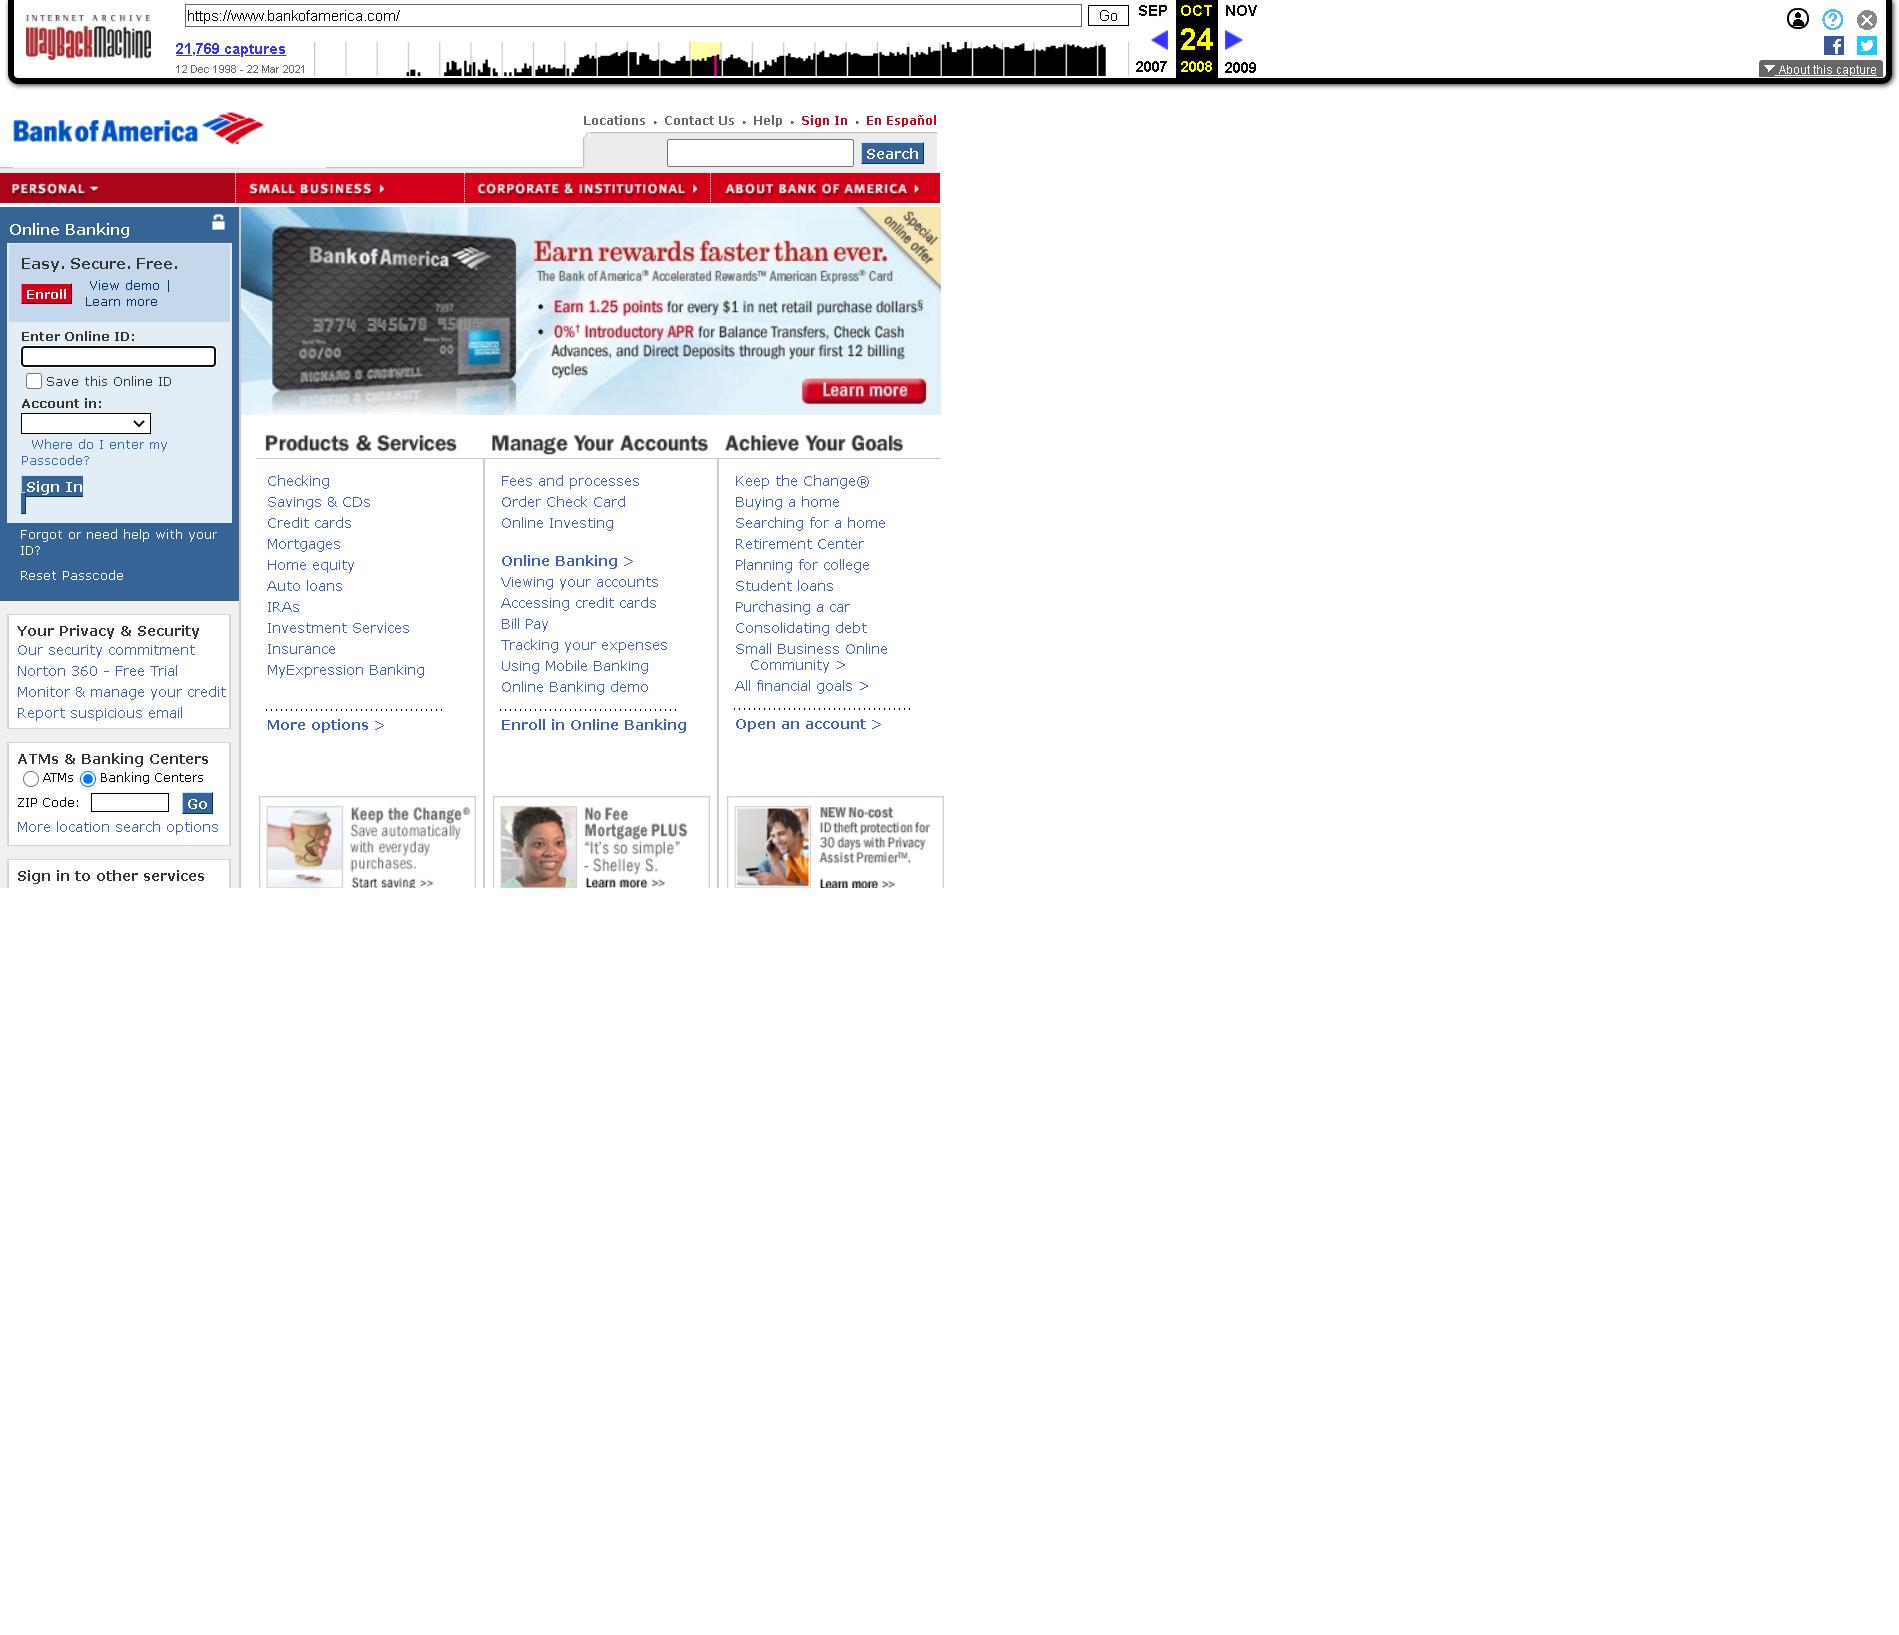 INTERNET ARCHIVE
WayBackMachine
https://www.bankofamerica.com/
Go
21,769 captures
12 Dec 1998 - 22 Mar 2021
SEP OCT NOV
24
2007 2008 2009
About this capture
Bank of America
Locations • Contact Us • Help • Sign In • En Español
Search
PERSONAL
SMALL BUSINESS
CORPORATE & INSTITUTIONAL
ABOUT BANK OF AMERICA
Online Banking
Easy. Secure. Free.
Enroll
View demo |
Learn more
Enter Online ID:
Save this Online ID
Account in:
Where do I enter my
Passcode?
Sign In
Forgot or need help with your
ID?
Reset Passcode
Bank of America
7997
3774 345678 95
00/00
00
RICHARD G CROSWELL
Special
online offer
Earn rewards faster than ever.
The Bank of America® Accelerated Rewards™ American Express® Card
• Earn 1.25 points for every $1 in net retail purchase dollars§
• 0%† Introductory APR for Balance Transfers, Check Cash
Advances, and Direct Deposits through your first 12 billing
cycles
Learn more
Products & Services
Checking
Savings & CDs
Credit cards
Mortgages
Home equity
Auto loans
IRAs
Investment Services
Insurance
MyExpression Banking
More options >
Manage Your Accounts
Fees and processes
Order Check Card
Online Investing
Online Banking >
Viewing your accounts
Accessing credit cards
Bill Pay
Tracking your expenses
Using Mobile Banking
Online Banking demo
Enroll in Online Banking
Achieve Your Goals
Keep the Change®
Buying a home
Searching for a home
Retirement Center
Planning for college
Student loans
Purchasing a car
Consolidating debt
Small Business Online
Community >
All financial goals >
Open an account >
Your Privacy & Security
Our security commitment
Norton 360 - Free Trial
Monitor & manage your credit
Report suspicious email
ATMs & Banking Centers
ATMs Banking Centers
ZIP Code:
Go
More location search options
Sign in to other services
Keep the Change®
Save automatically
with everyday
purchases.
Start saving >>
No Fee
Mortgage PLUS
“It’s so simple”
- Shelley S.
Learn more >>
NEW No-cost
ID theft protection for
30 days with Privacy
Assist Premier™.
Learn more >>